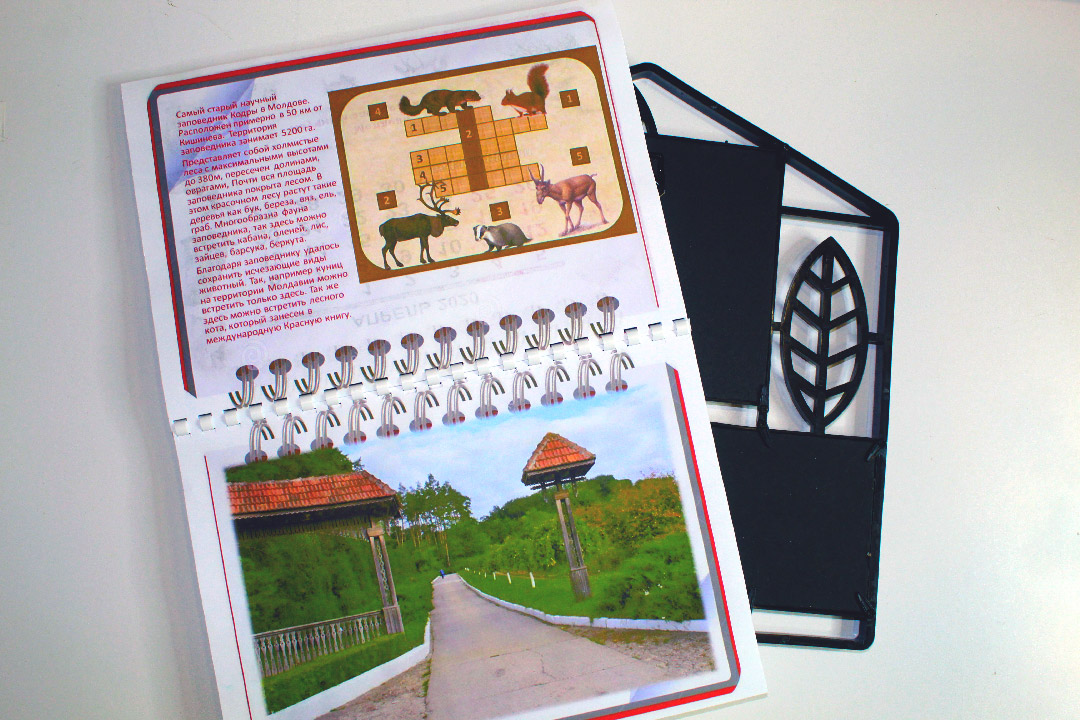 Самый старый научный
заповедник Кодры в Молдове.
Расположен примерно в 50 км от
Кишинева. Территория
заповедника занимает 5200 га.
Представляет собой холмистые
леса с максимальными высотами
до 380м, пересечен долинами,
оврагами, Почти вся площадь
заповедника покрыта лесом. В
этом красочном лесу растут такие
деревья как бук, береза, вяз, ель,
граб. Многообразна фауна
заповедника, так здесь можно
встретить кабана, оленей, лис,
зайцев, барсука, беркута.
Благодаря заповеднику удалось
сохранить исчезающие виды
животный. Так, например куниц
на территории Молдавии можно
встретить только здесь. Так же
здесь можно встретить лесного
кота, который занесен в
международную Красную книгу.
4
1
1
2
3
5
4
5
2
3
АПРЕЛЬ 2020